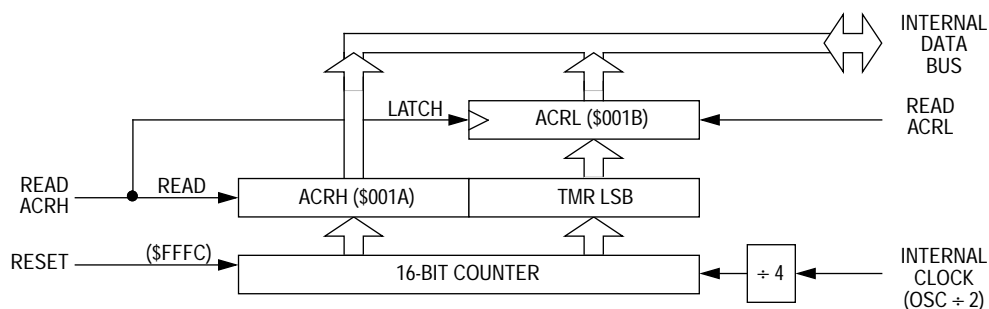 INTERNAL
DATA
BUS
LATCH
ACRL ($001B)
READ
ACRL
READ
ACRH
READ
ACRH ($001A)
TMR LSB
RESET
($FFFC)
16-BIT COUNTER
÷ 4
INTERNAL
CLOCK
(OSC ÷ 2)